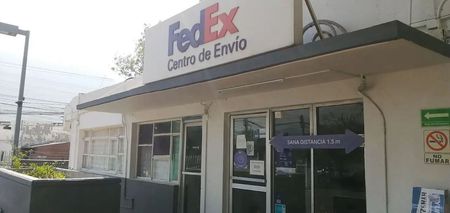 FedEx
Centro de Envío
SANA DISTANCIA 1.5 m
NO
FUMAR